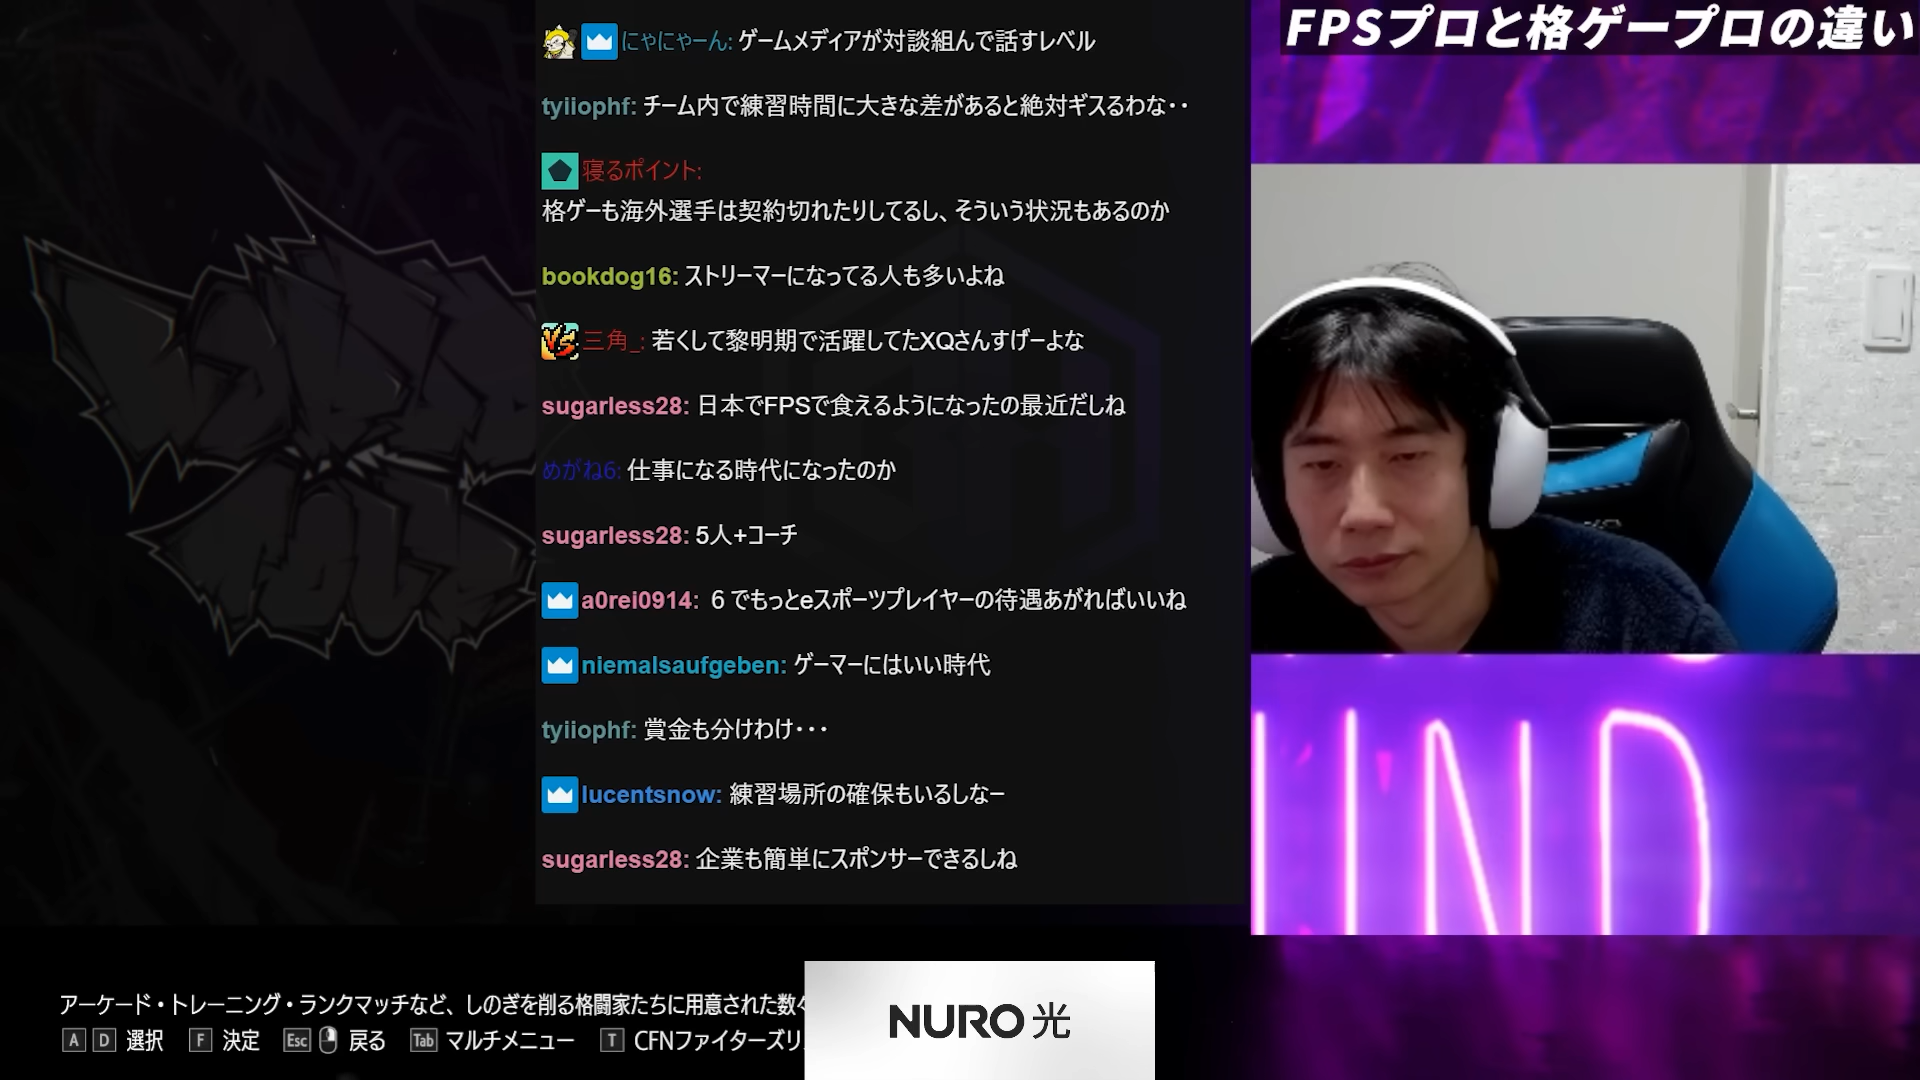 FPSプロと格ゲープロの違い
にゃにゃーん: ゲームメディアが対談組んで話すレベル
tyiiophf: チーム内で練習時間に大きな差があると絶対ギスるわな‥
寝るポイント:
格ゲーも海外選手は契約切れたりしてるし、そういう状況もあるのか
bookdog16: ストリーマーになってる人も多いよね
VS 三角_: 若くして黎明期で活躍してたXQさんすげーよな
sugarless28: 日本でFPSで食えるようになったの最近だしね
めがね6: 仕事になる時代になったのか
sugarless28: 5人+コーチ
a0rei0914: ６でもっとeスポーツプレイヤーの待遇あがればいいね
niemalsaufgeben: ゲーマーにはいい時代
tyiiophf: 賞金も分けわけ･･･
lucentsnow: 練習場所の確保もいるしなー
sugarless28: 企業も簡単にスポンサーできるしね
IND
アーケード・トレーニング・ランクマッチなど、しのぎを削る格闘家たちに用意された数々
A D 選択 F 決定 Esc 戻る Tab マルチメニュー T CFNファイターズリ
NURO 光